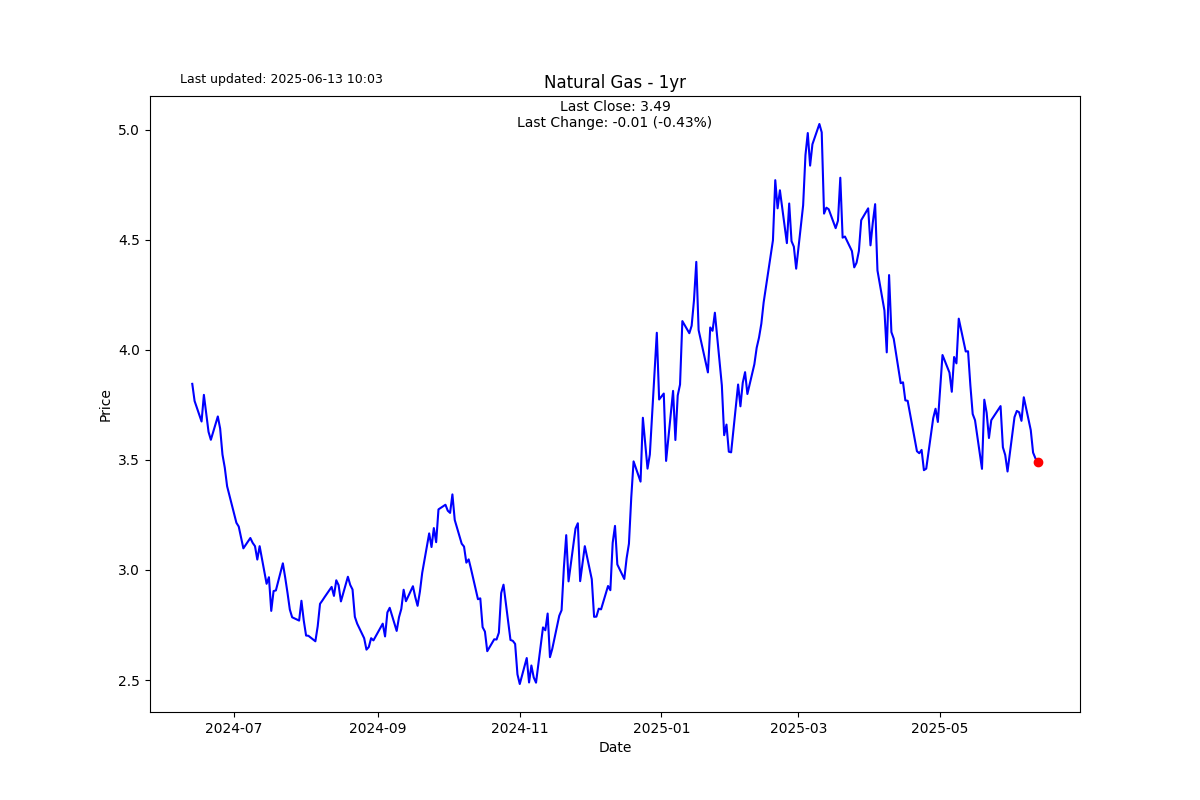 Last updated: 2025-06-13 10:03
Natural Gas - 1yr
Last Close: 3.49
Last Change: -0.01 (-0.43%)
5.0
4.5
4.0
3.5
3.0
2.5
Price
2024-07
2024-09
2024-11
2025-01
2025-03
2025-05
Date